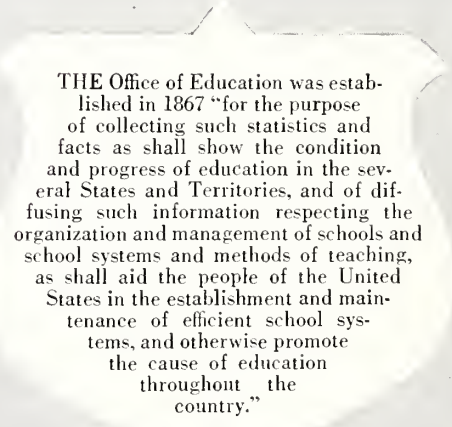 THE Office of Education was estab-
lished in 1867 “for the purpose
of collecting such statistics and
facts as shall show the condition
and progress of education in the sev-
eral States and Territories, and of dif-
fusing such information respecting the
organization and management of schools and
school systems and methods of teaching,
as shall aid the people of the United
States in the establishment and main-
tenance of efficient school sys-
tems, and otherwise promote
the cause of education
throughout the
country.”